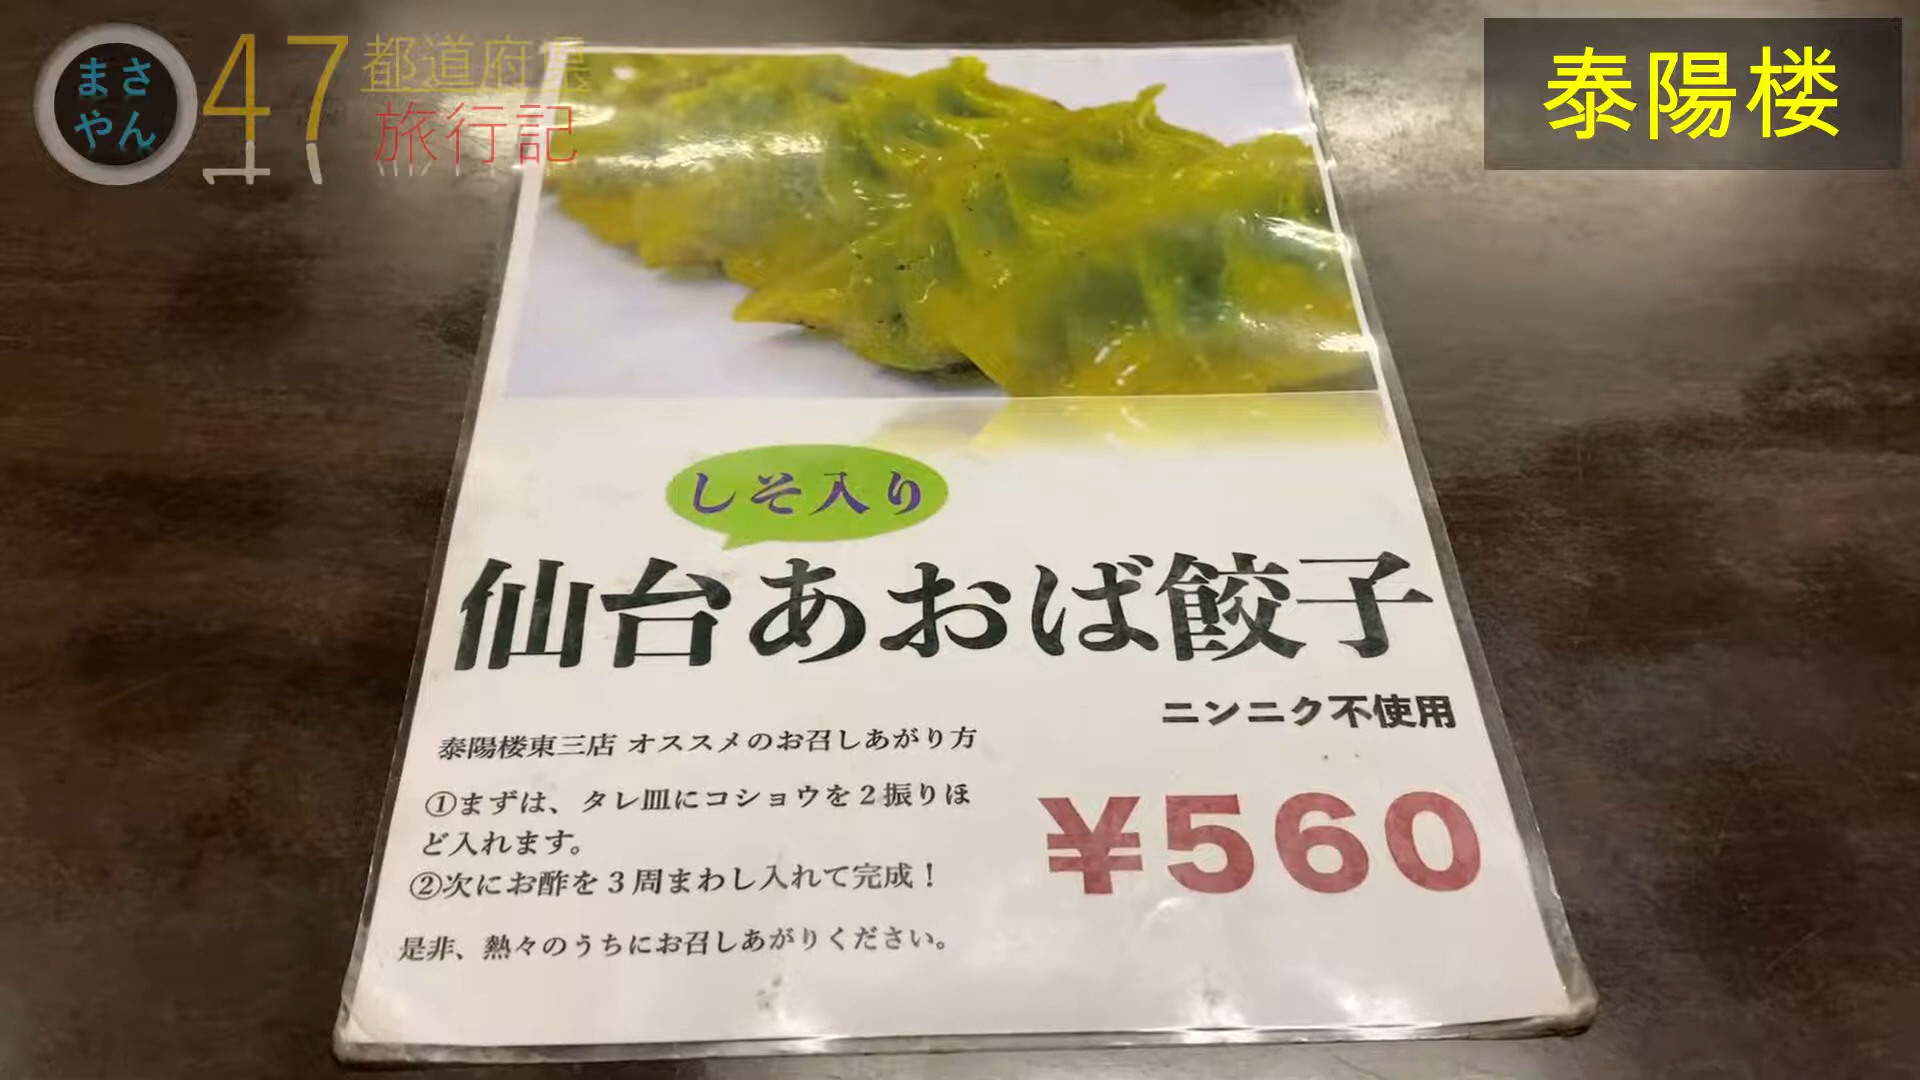 まさ
やん
47都道府県
旅行記
泰陽楼
しそ入り
仙台あおば餃子
ニンニク不使用
泰陽楼東三店 オススメのお召しあがり方
①まずは、タレ皿にコショウを2振りほ
ど入れます。
②次にお酢を3周まわし入れて完成！
是非、熱々のうちにお召しあがりください。
¥560